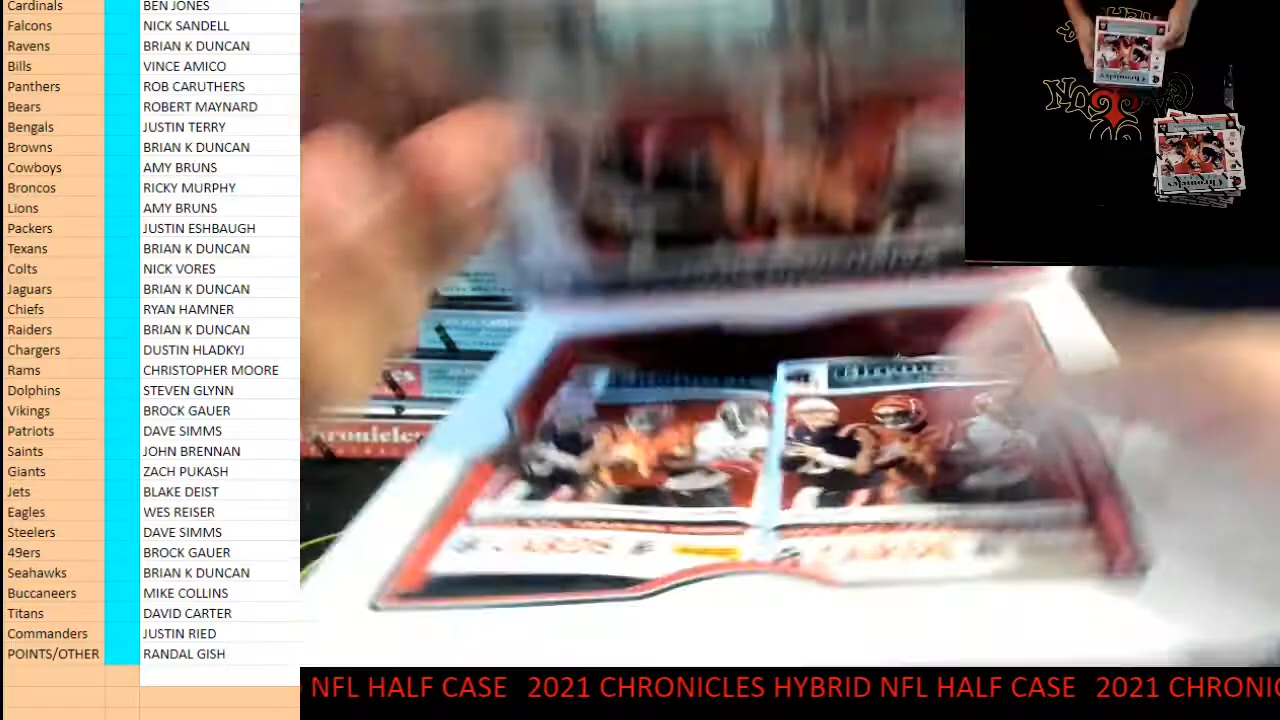 Cardinals BEN JONES
Falcons NICK SANDELL
Ravens BRIAN K DUNCAN
Bills VINCE AMICO
Panthers ROB CARUTHERS
Bears ROBERT MAYNARD
Bengals JUSTIN TERRY
Browns BRIAN K DUNCAN
Cowboys AMY BRUNS
Broncos RICKY MURPHY
Lions AMY BRUNS
Packers JUSTIN ESHBAUGH
Texans BRIAN K DUNCAN
Colts NICK VORES
Jaguars BRIAN K DUNCAN
Chiefs RYAN HAMNER
Raiders BRIAN K DUNCAN
Chargers DUSTIN HLADKYJ
Rams CHRISTOPHER MOORE
Dolphins STEVEN GLYNN
Vikings BROCK GAUER
Patriots DAVE SIMMS
Saints JOHN BRENNAN
Giants ZACH PUKASH
Jets BLAKE DEIST
Eagles WES REISER
Steelers DAVE SIMMS
49ers BROCK GAUER
Seahawks BRIAN K DUNCAN
Buccaneers MIKE COLLINS
Titans DAVID CARTER
Commanders JUSTIN RIED
POINTS/OTHER RANDAL GISH
Chronicles
Chronicles
Chronicles
NFL HALF CASE 2021 CHRONICLES HYBRID NFL HALF CASE 2021 CHRONIC